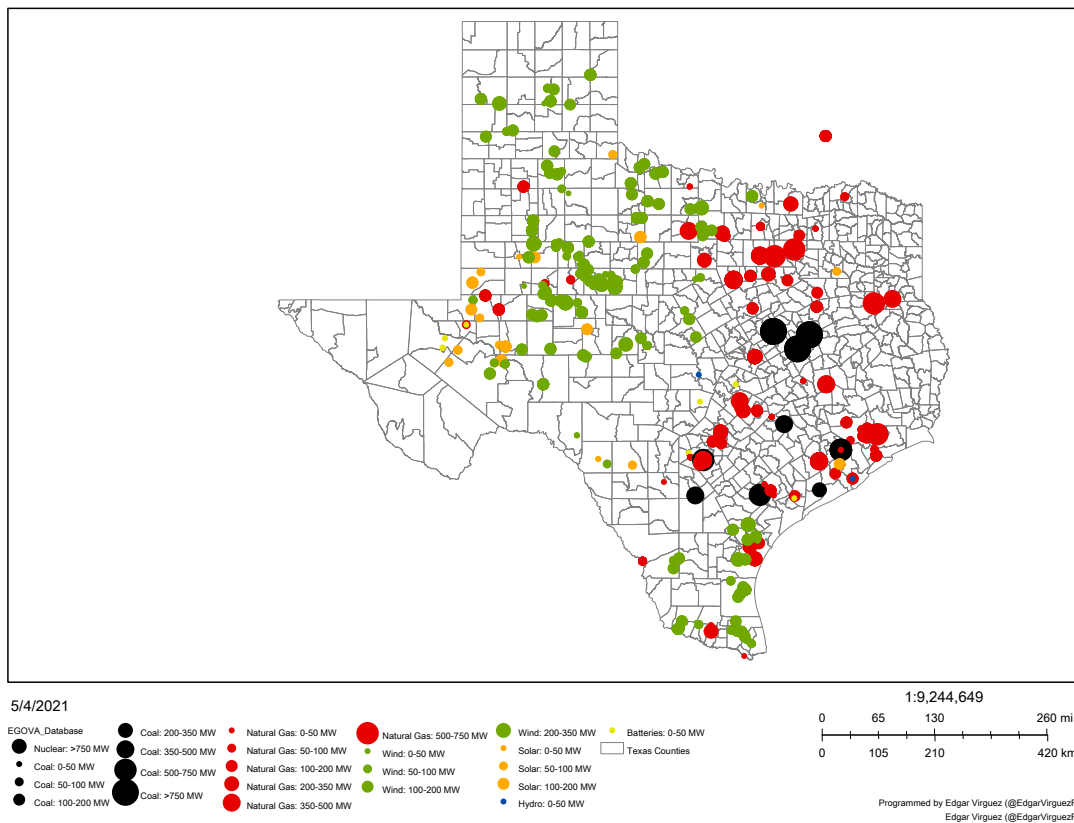 5/4/2021
EGOVA_Database
Nuclear: >750 MW
Coal: 0-50 MW
Coal: 50-100 MW
Coal: 100-200 MW
Coal: 200-350 MW
Coal: 350-500 MW
Coal: 500-750 MW
Coal: >750 MW
Natural Gas: 0-50 MW
Natural Gas: 50-100 MW
Natural Gas: 100-200 MW
Natural Gas: 200-350 MW
Natural Gas: 350-500 MW
Natural Gas: 500-750 MW
Wind: 0-50 MW
Wind: 50-100 MW
Wind: 100-200 MW
Wind: 200-350 MW
Solar: 0-50 MW
Solar: 50-100 MW
Solar: 100-200 MW
Hydro: 0-50 MW
Batteries: 0-50 MW
Texas Counties
1:9,244,649
0 65 130 260 mi
0 105 210 420 km
Programmed by Edgar Virguez
Edgar Virguez